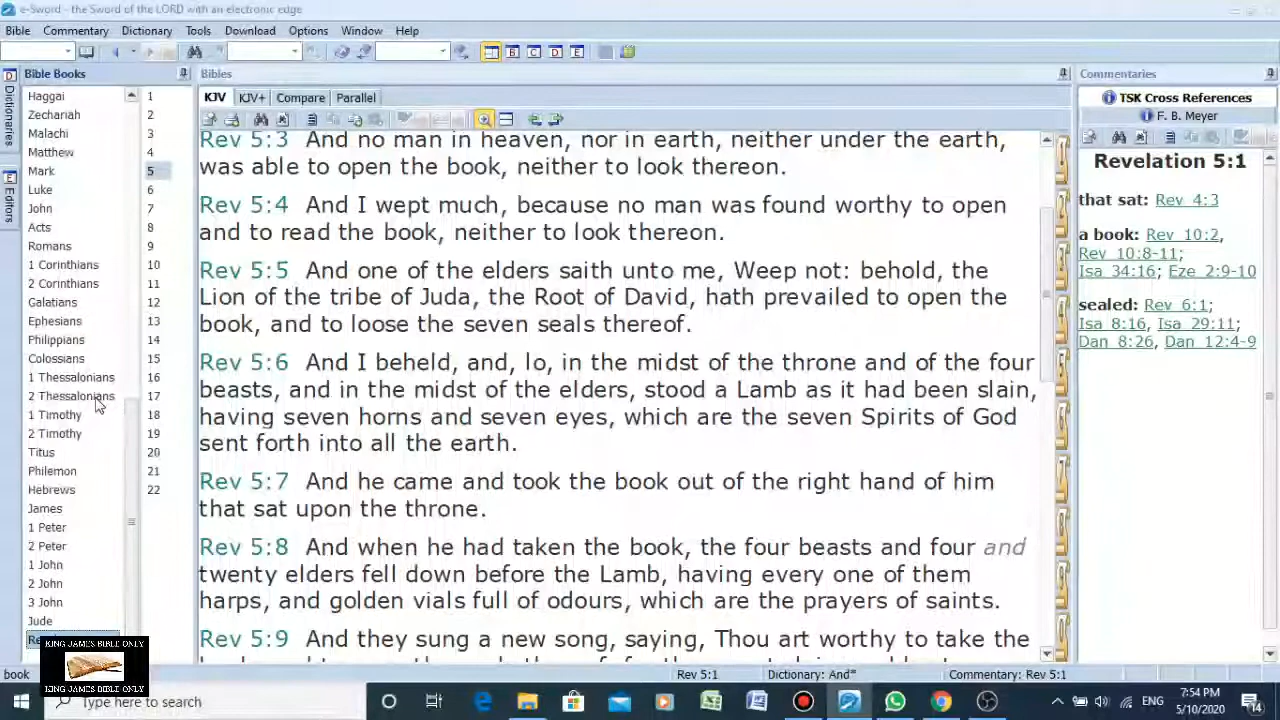 e-Sword - the Sword of the LORD with an electronic edge
Bible Commentary Dictionary Tools Download Options Window Help
B C D E
Bible Books
Bibles
Commentaries
D Dictionaries
E Editors
Haggai 1
Zechariah 2
Malachi 3
Matthew 4
Mark 5
Luke 6
John 7
Acts 8
Romans 9
1 Corinthians 10
2 Corinthians 11
Galatians 12
Ephesians 13
Philippians 14
Colossians 15
1 Thessalonians 16
2 Thessalonians 17
1 Timothy 18
2 Timothy 19
Titus 20
Philemon 21
Hebrews 22
James
1 Peter
2 Peter
1 John
2 John
3 John
Jude
KJV KJV+ Compare Parallel
Rev 5:3 And no man in heaven, nor in earth, neither under the earth,
was able to open the book, neither to look thereon.
Rev 5:4 And I wept much, because no man was found worthy to open
and to read the book, neither to look thereon.
Rev 5:5 And one of the elders saith unto me, Weep not: behold, the
Lion of the tribe of Juda, the Root of David, hath prevailed to open the
book, and to loose the seven seals thereof.
Rev 5:6 And I beheld, and, lo, in the midst of the throne and of the four
beasts, and in the midst of the elders, stood a Lamb as it had been slain,
having seven horns and seven eyes, which are the seven Spirits of God
sent forth into all the earth.
Rev 5:7 And he came and took the book out of the right hand of him
that sat upon the throne.
Rev 5:8 And when he had taken the book, the four beasts and four and
twenty elders fell down before the Lamb, having every one of them
harps, and golden vials full of odours, which are the prayers of saints.
Rev 5:9 And they sung a new song, saying, Thou art worthy to take the
TSK Cross References
F. B. Meyer
Revelation 5:1
that sat: Rev 4:3
a book: Rev 10:2,
Rev 10:8-11;
Isa 34:16; Eze 2:9-10
sealed: Rev 6:1;
Isa 8:16, Isa 29:11;
Dan 8:26, Dan 12:4-9
KING JAMES BIBLE ONLY
KING JAMES BIBLE ONLY
book
Rev 5:1
Dictionary: And*
Commentary: Rev 5:1
Type here to search
ENG
7:54 PM
5/10/2020
14